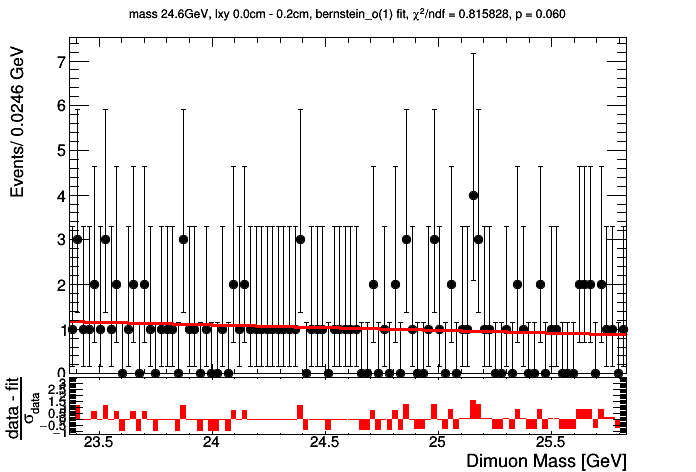 mass 24.6GeV, lxy 0.0cm - 0.2cm, bernstein_o(1) fit, χ²/ndf = 0.815828, p = 0.060
Events/ 0.0246 GeV
7
6
5
4
3
2
1
0
data - fit
σdata
23.5 24 24.5 25 25.5
Dimuon Mass [GeV]